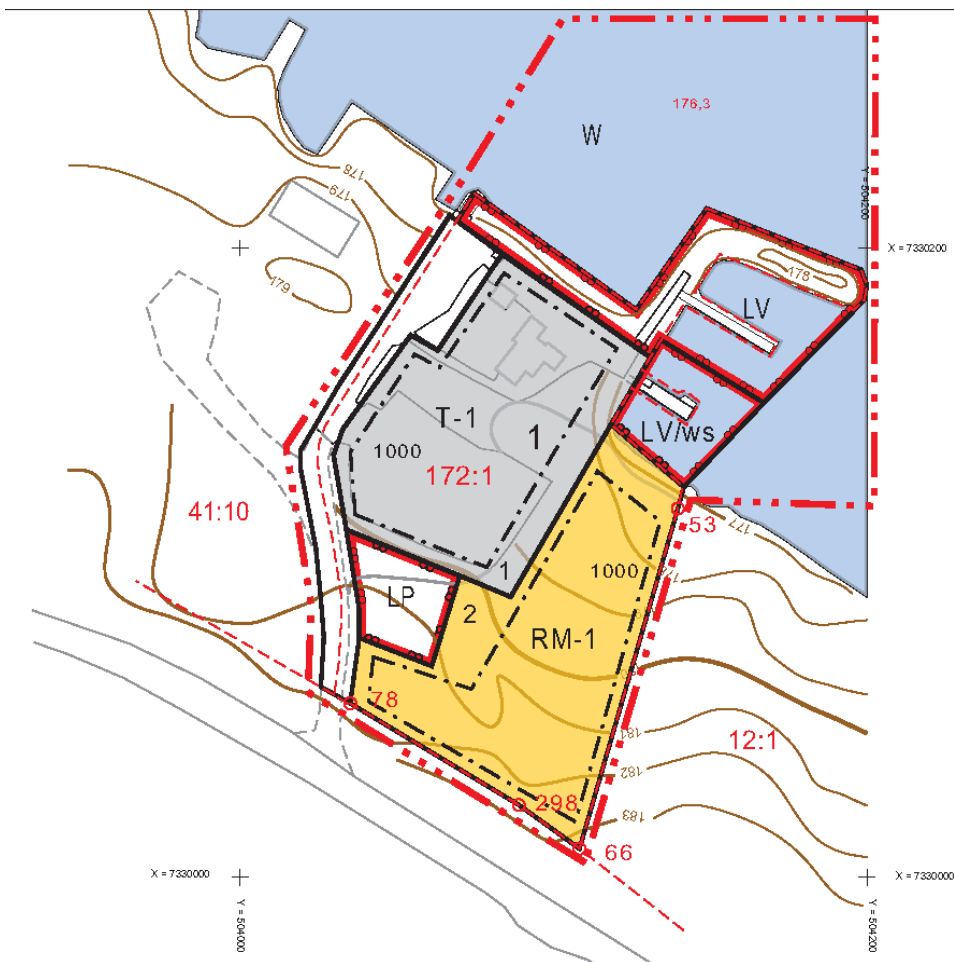 176,3
W
178
179
Y = 504200
X = 7330200
179
178
LV
T-1
1
LV/ws
1000
172:1
41:10
53
177
1
1000
LP
2
RM-1
78
181
12:1
182
298
183
66
X = 7330000
X = 7330000
Y = 504000
Y = 504200